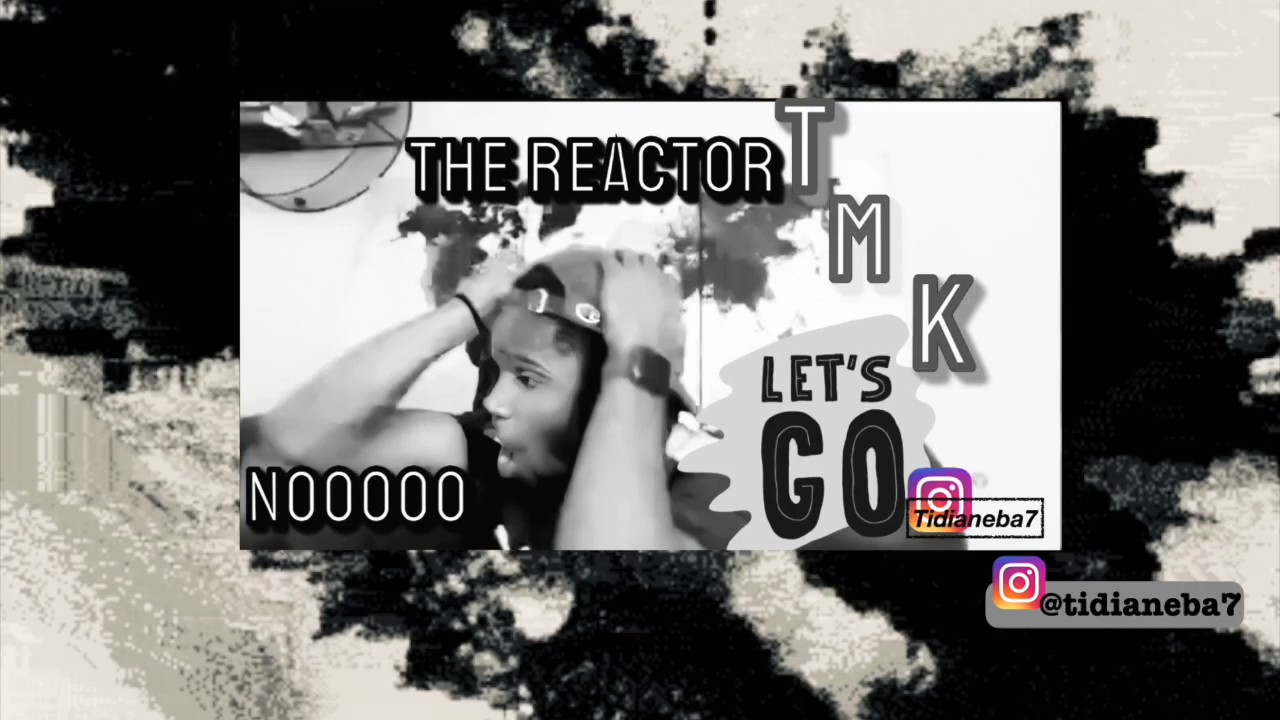 THE REACTOR
T
M
K
LET'S
GO
NOOOOO
Tidianeba7
@tidianeba7